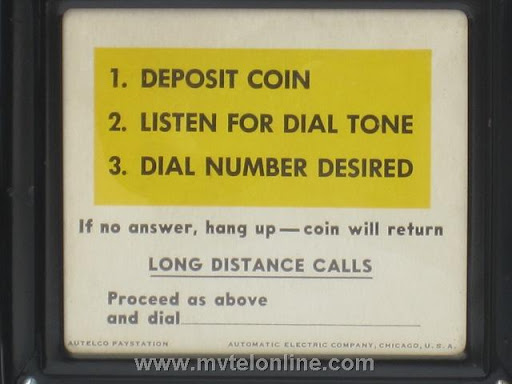 1. DEPOSIT COIN
2. LISTEN FOR DIAL TONE
3. DIAL NUMBER DESIRED
If no answer, hang up — coin will return
LONG DISTANCE CALLS
Proceed as above
and dial
AUTELCO PAYSTATION AUTOMATIC ELECTRIC COMPANY, CHICAGO, U.S.A.
www.mytelonline.com